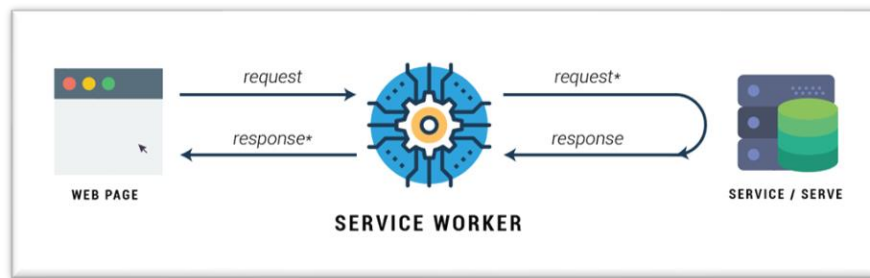 request
request*
response*
response
WEB PAGE
SERVICE / SERVE
SERVICE WORKER